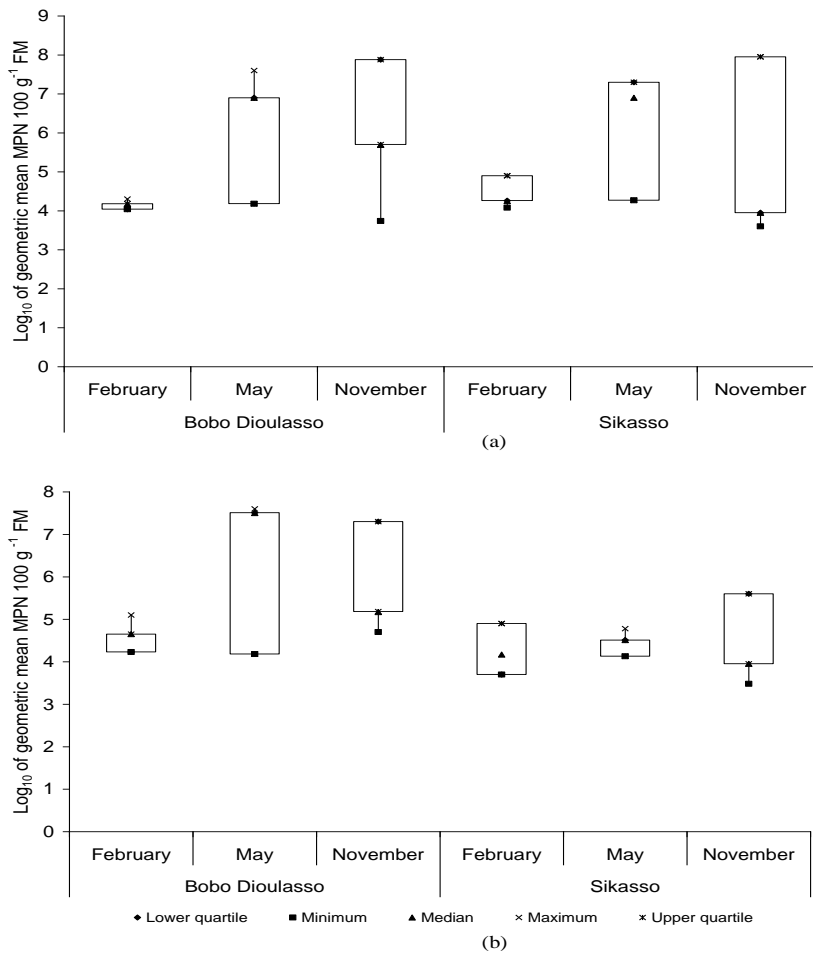 Log₁₀ of geometric mean MPN 100 g⁻¹ FM
9
8
7
6
5
4
3
2
1
0
February May November February May November
Bobo Dioulasso Sikasso
(a)
Log₁₀ of geometric mean MPN 100 g⁻¹ FM
8
7
6
5
4
3
2
1
0
February May November February May November
Bobo Dioulasso Sikasso
Lower quartile Minimum Median Maximum Upper quartile
(b)